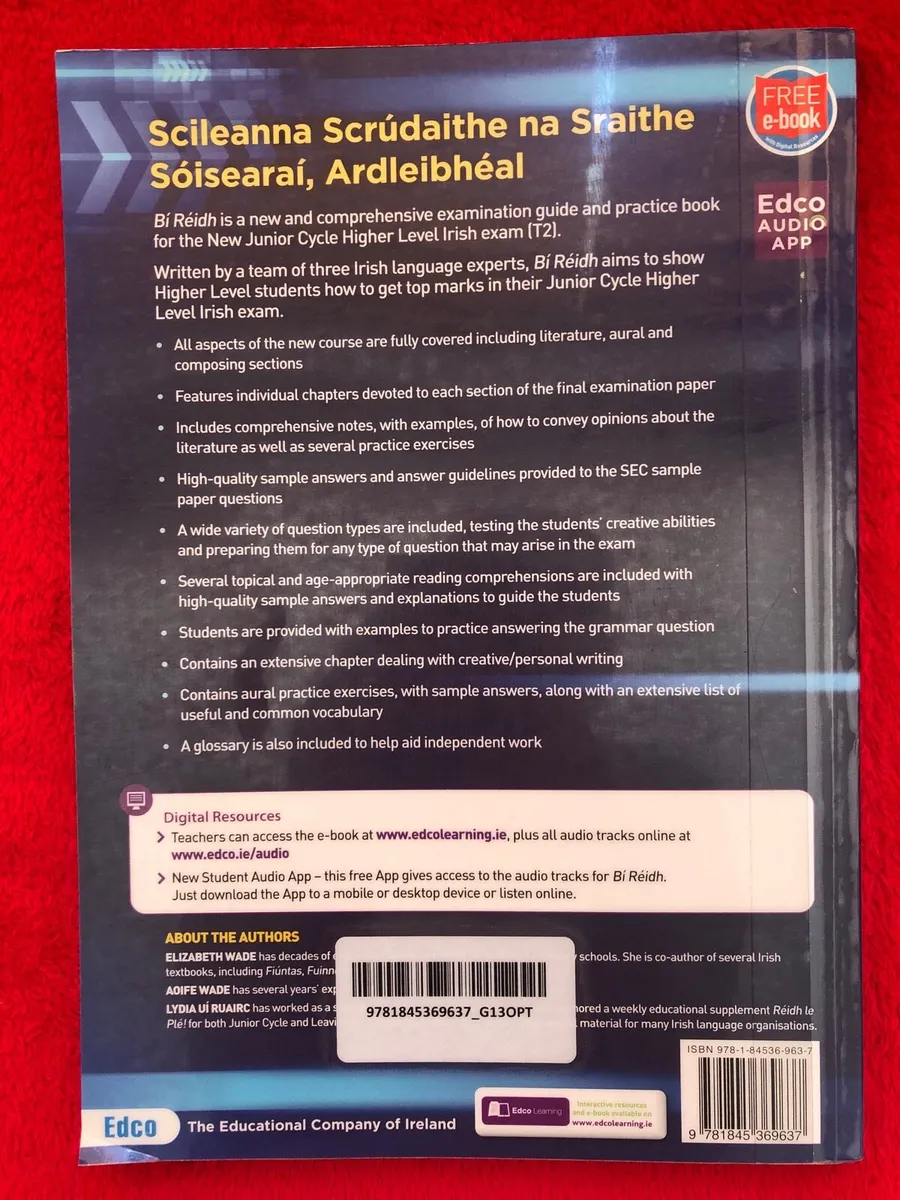 Scileanna Scrúdaithe na Sraithe
Sóisearaí, Ardleibhéal
FREE
e-book
with Digital Resources
Edco
AUDIO
APP
Bí Réidh is a new and comprehensive examination guide and practice book
for the New Junior Cycle Higher Level Irish exam (T2).
Written by a team of three Irish language experts, Bí Réidh aims to show
Higher Level students how to get top marks in their Junior Cycle Higher
Level Irish exam.
• All aspects of the new course are fully covered including literature, aural and
composing sections
• Features individual chapters devoted to each section of the final examination paper
• Includes comprehensive notes, with examples, of how to convey opinions about the
literature as well as several practice exercises
• High-quality sample answers and answer guidelines provided to the SEC sample
paper questions
• A wide variety of question types are included, testing the students' creative abilities
and preparing them for any type of question that may arise in the exam
• Several topical and age-appropriate reading comprehensions are included with
high-quality sample answers and explanations to guide the students
• Students are provided with examples to practice answering the grammar question
• Contains an extensive chapter dealing with creative/personal writing
• Contains aural practice exercises, with sample answers, along with an extensive list of
useful and common vocabulary
• A glossary is also included to help aid independent work
Digital Resources
Teachers can access the e-book at www.edcolearning.ie, plus all audio tracks online at
www.edco.ie/audio
New Student Audio App – this free App gives access to the audio tracks for Bí Réidh.
Just download the App to a mobile or desktop device or listen online.
ABOUT THE AUTHORS
ELIZABETH WADE has decades of schools. She is co-author of several Irish
textbooks, including Fiúntas,
AOIFE WADE has several years'
LYDIA UÍ RUAIRC has worked as a a weekly educational supplement Réidh le
Plé! for both Junior Cycle and material for many Irish language organisations.
9781845369637_G13OPT
ISBN 978-1-84536-963-7
9 781845 369637
Edco
The Educational Company of Ireland
Edco Learning
Interactive resources
and e-book available on
www.edcolearning.ie